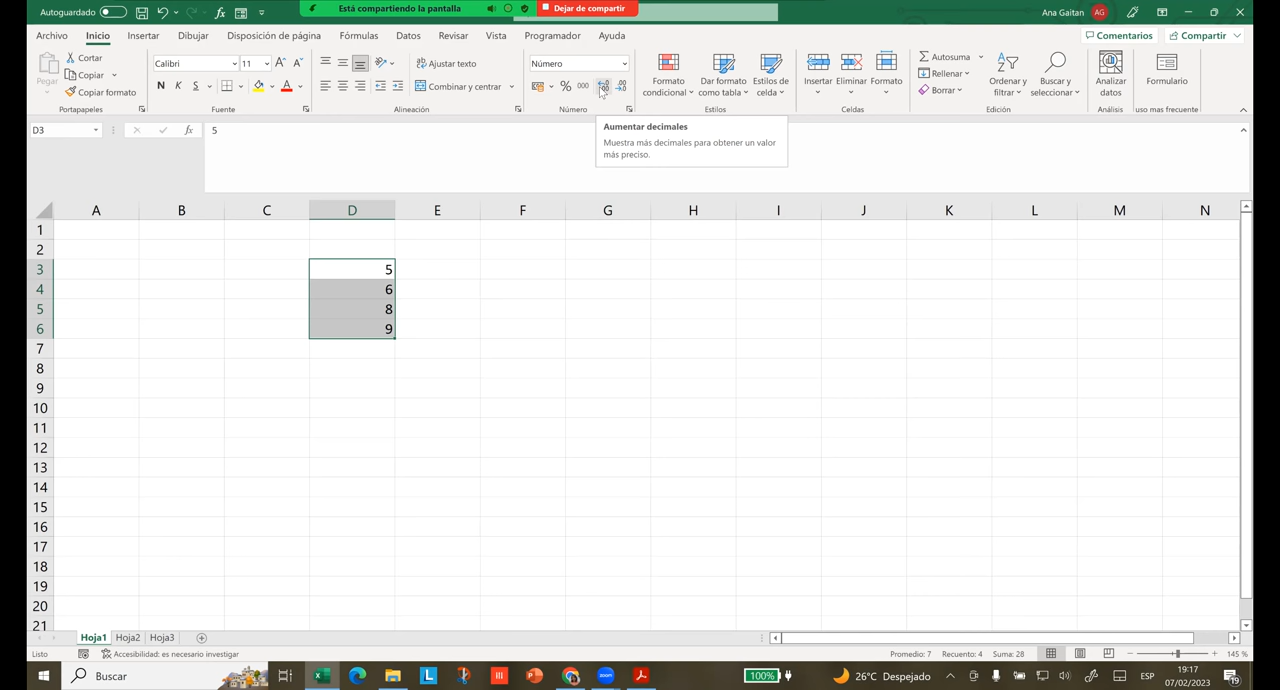 Autoguardado
Está compartiendo la pantalla
Dejar de compartir
Ana Gaitan AG
Archivo Inicio Insertar Dibujar Disposición de página Fórmulas Datos Revisar Vista Programador Ayuda Comentarios Compartir
Pegar
Cortar
Copiar
Copiar formato
Portapapeles
Calibri 11
N K S
Fuente
Ajustar texto
Combinar y centrar
Alineación
Número
% 000
Número
Formato condicional
Dar formato como tabla
Estilos de celda
Estilos
Insertar Eliminar Formato
Celdas
Autosuma
Rellenar
Borrar
Ordenar y filtrar
Buscar y seleccionar
Edición
Analizar datos
Análisis
Formulario
uso mas frecuente
Aumentar decimales
Muestra más decimales para obtener un valor
más preciso.
D3 fx 5
A B C D E F G H I J K L M N
1
2
3 5
4 6
5 8
6 9
7
8
9
10
11
12
13
14
15
16
17
18
19
20
21
Hoja1 Hoja2 Hoja3
Listo Accesibilidad: es necesario investigar Promedio: 7 Recuento: 4 Suma: 28 145 %
Buscar 100% 26°C Despejado ESP 19:17
07/02/2023